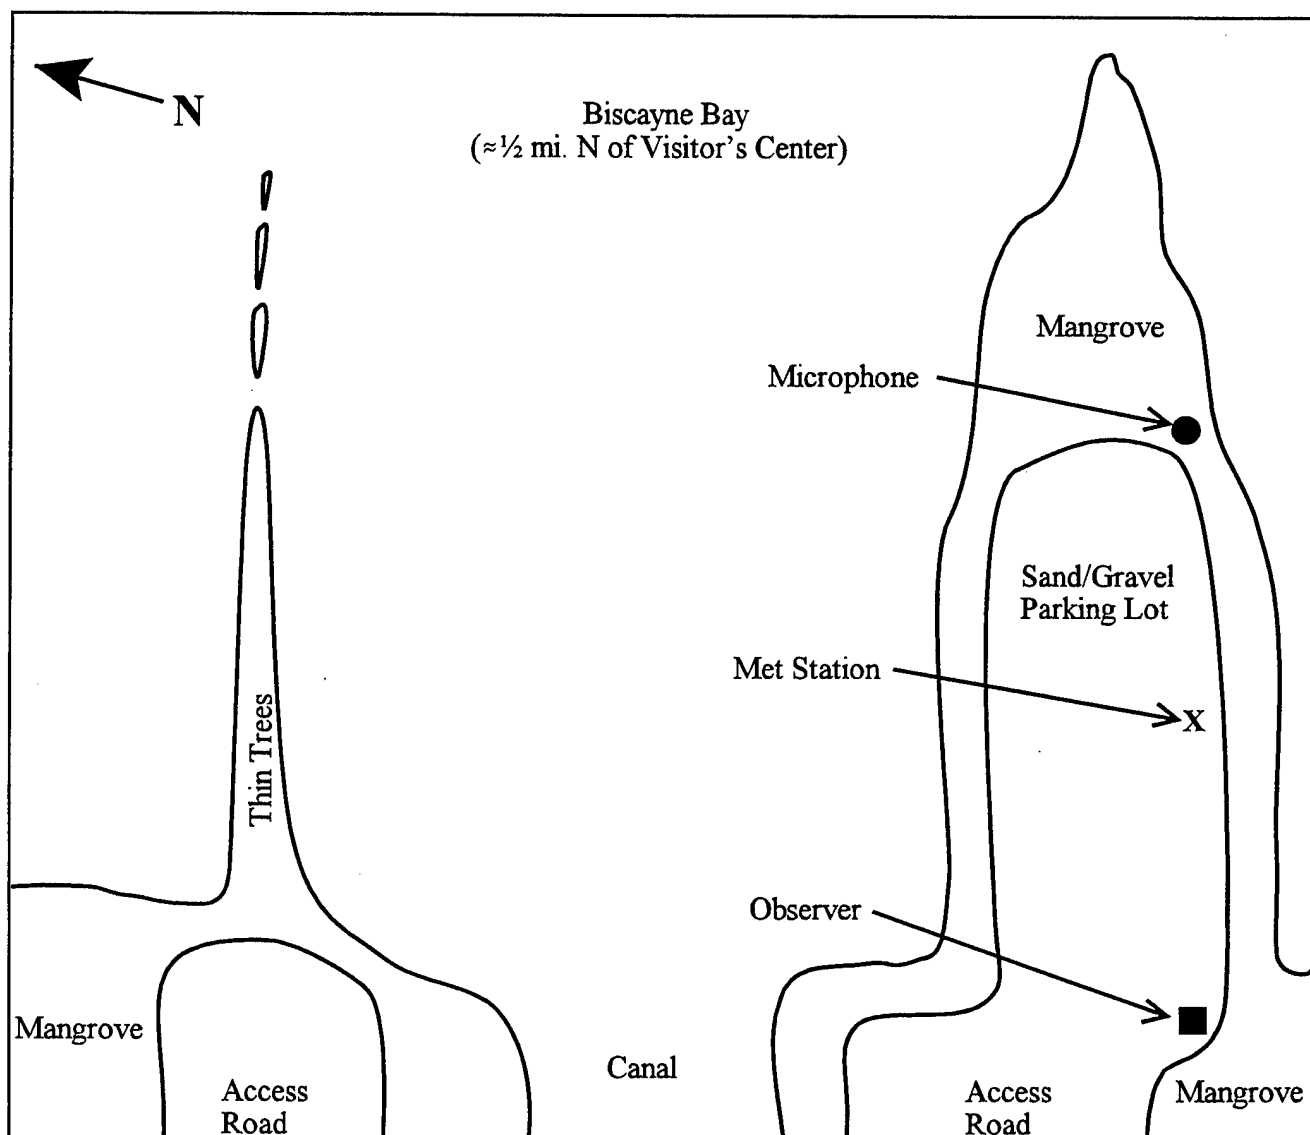 N
Biscayne Bay
(≈½ mi. N of Visitor's Center)
Mangrove
Microphone
Sand/Gravel
Parking Lot
Met Station
X
Thin Trees
Observer
Mangrove
Canal
Access
Road
Access
Road
Mangrove